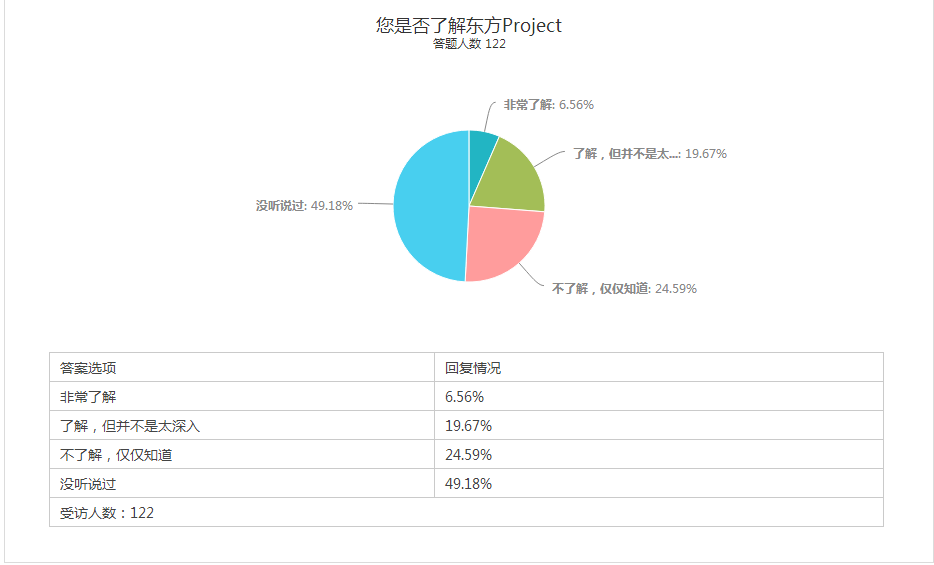 您是否了解东方Project
答题人数 122
非常了解: 6.56%
了解，但并不是太...: 19.67%
没听说过: 49.18%
不了解，仅仅知道: 24.59%
答案选项 回复情况
非常了解 6.56%
了解，但并不是太深入 19.67%
不了解，仅仅知道 24.59%
没听说过 49.18%
受访人数：122